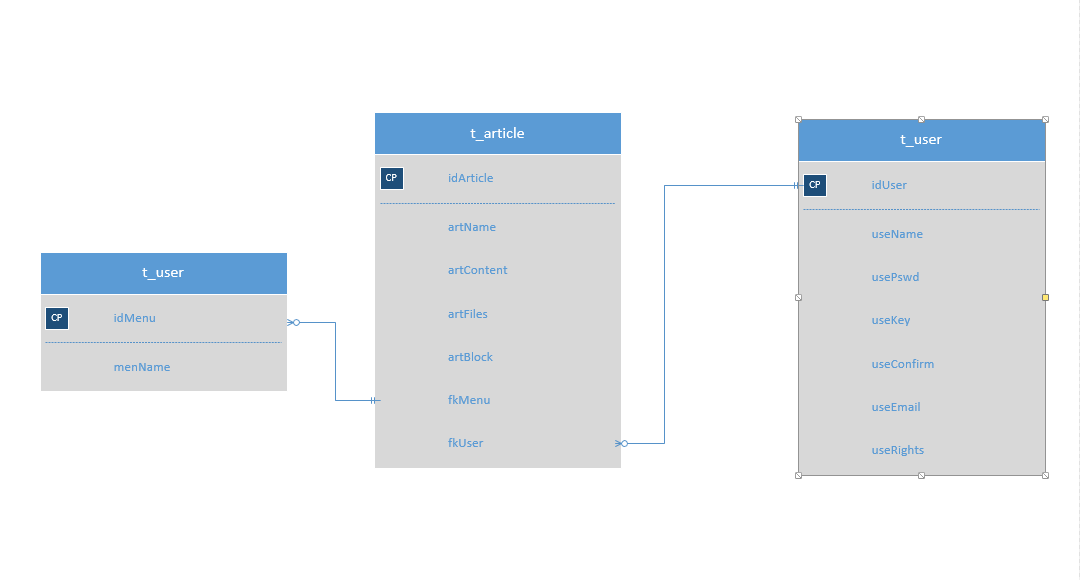 t_user
CP
idMenu
menName
t_article
CP
idArticle
artName
artContent
artFiles
artBlock
fkMenu
fkUser
t_user
CP
idUser
useName
usePswd
useKey
useConfirm
useEmail
useRights